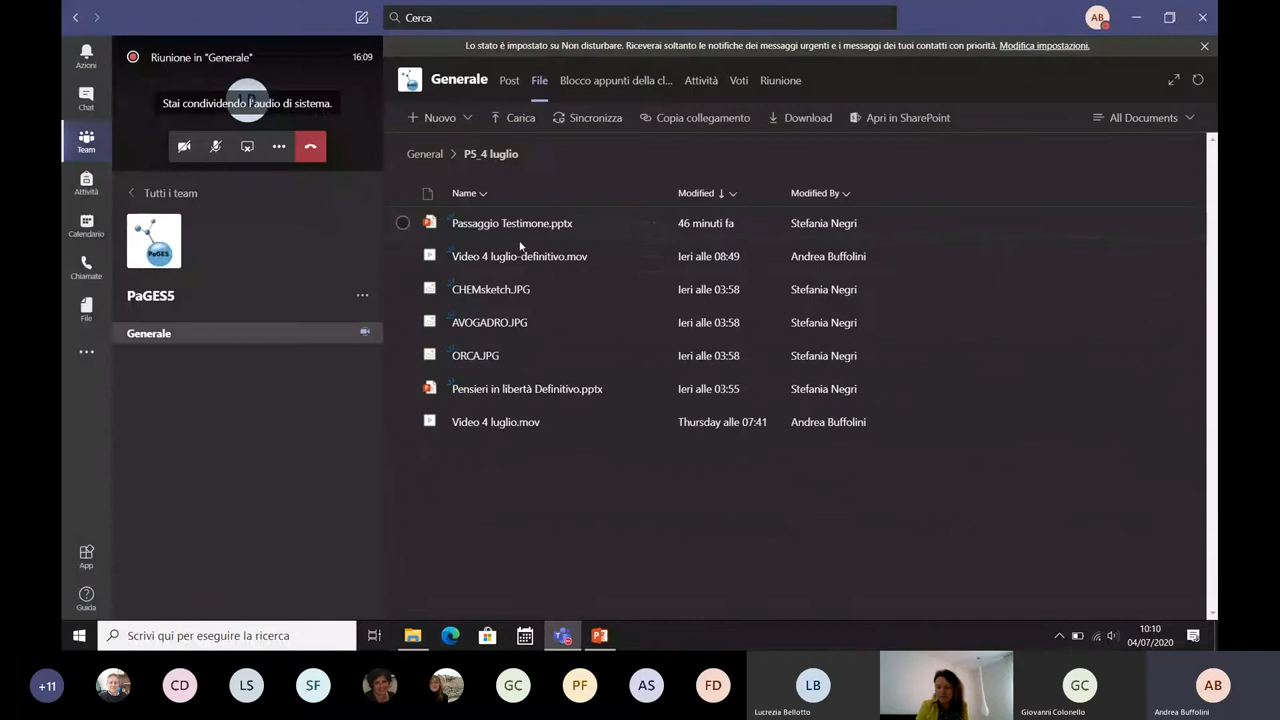 Cerca
AB
Riunione in "Generale"
16:09
Stai condividendo l'audio di sistema.
Lo stato è impostato su Non disturbare. Riceverai soltanto le notifiche dei messaggi urgenti e i messaggi dei tuoi contatti con priorità. Modifica impostazioni.
Generale
Post
File
Blocco appunti della cl...
Attività
Voti
Riunione
Nuovo
Carica
Sincronizza
Copia collegamento
Download
Apri in SharePoint
All Documents
General > P5_4 luglio
Name
Modified
Modified By
Passaggio Testimone.pptx
46 minuti fa
Stefania Negri
Video 4 luglio-definitivo.mov
Ieri alle 08:49
Andrea Buffolini
CHEMsketch.JPG
Ieri alle 03:58
Stefania Negri
AVOGADRO.JPG
Ieri alle 03:58
Stefania Negri
ORCA.JPG
Ieri alle 03:58
Stefania Negri
Pensieri in libertà Definitivo.pptx
Ieri alle 03:55
Stefania Negri
Video 4 luglio.mov
Thursday alle 07:41
Andrea Buffolini
Azioni
Chat
Team
Attività
Calendario
Chiamate
File
App
Guida
Tutti i team
PaGES
PaGES5
Generale
Scrivi qui per eseguire la ricerca
10:10
04/07/2020
+11
CD
LS
SF
GC
PF
AS
FD
LB
Lucrezia Bellotto
GC
Giovanni Colonello
AB
Andrea Buffolini